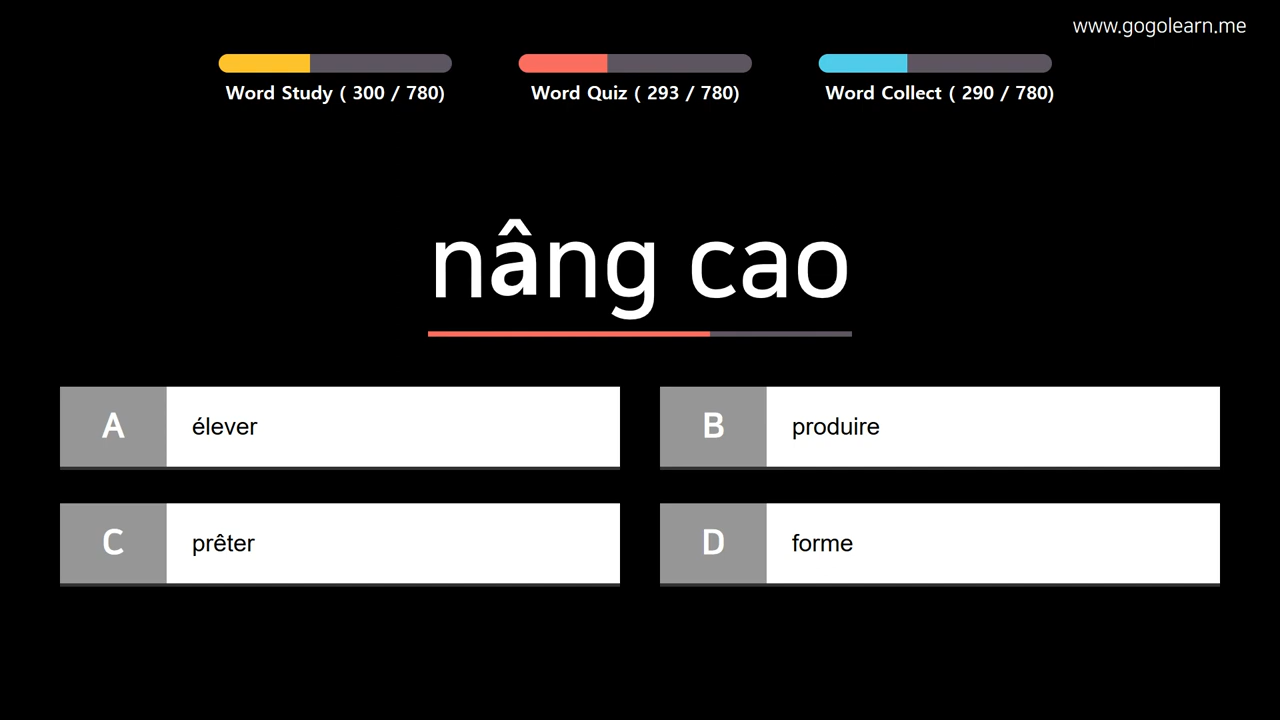 www.gogolearn.me
Word Study ( 300 / 780)
Word Quiz ( 293 / 780)
Word Collect ( 290 / 780)
nâng cao
A
élever
B
produire
C
prêter
D
forme